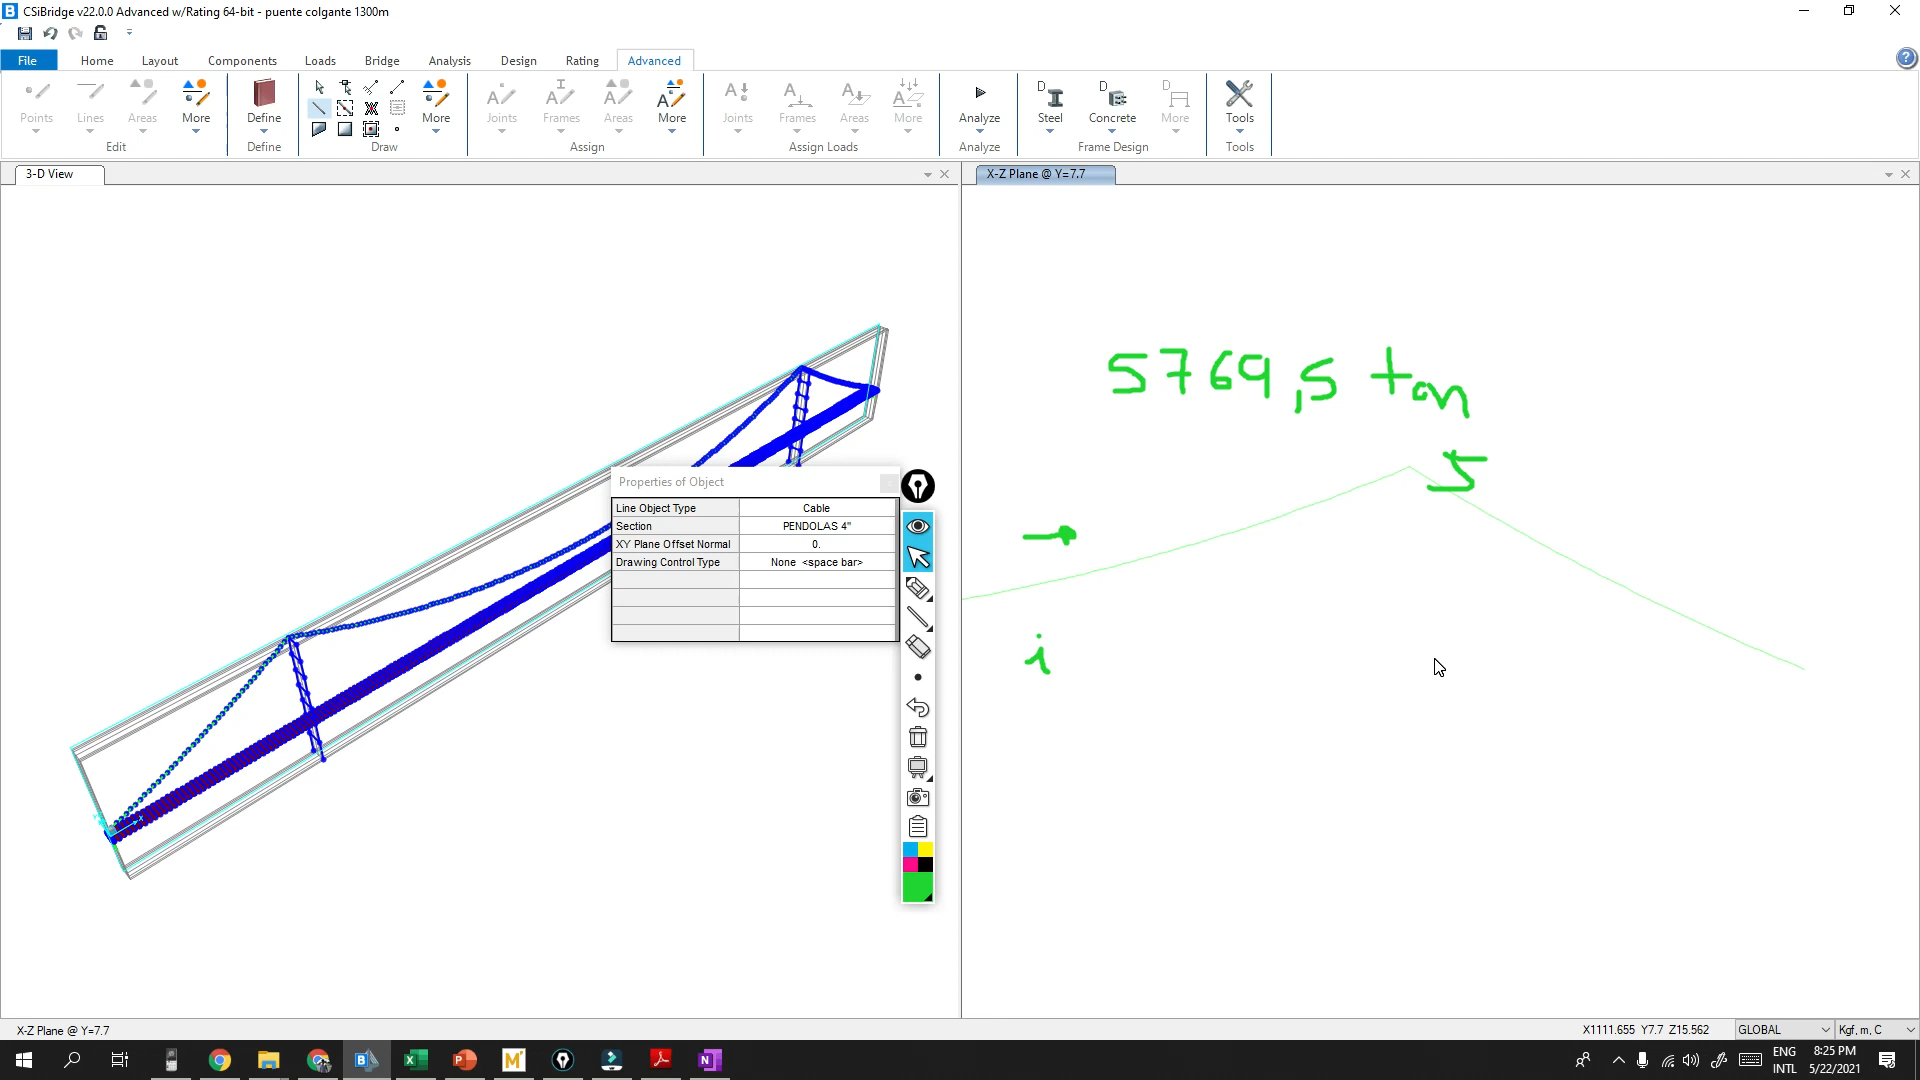 CSiBridge v22.0.0 Advanced w/Rating 64-bit - puente colgante 1300m
File Home Layout Components Loads Bridge Analysis Design Rating Advanced
Points Lines Areas More Define More Joints Frames Areas More Joints Frames Areas More Analyze Steel Concrete More Tools
Edit Define Draw Assign Assign Loads Analyze Frame Design Tools
3-D View
X-Z Plane @ Y=7.7
5769,5 ton
5
i
Properties of Object
Line Object Type Cable
Section PENDOLAS 4"
XY Plane Offset Normal 0.
Drawing Control Type None <space bar>
X-Z Plane @ Y=7.7
X1111.655 Y7.7 Z15.562 GLOBAL Kgf, m, C
ENG 8:25 PM
INTL 5/22/2021